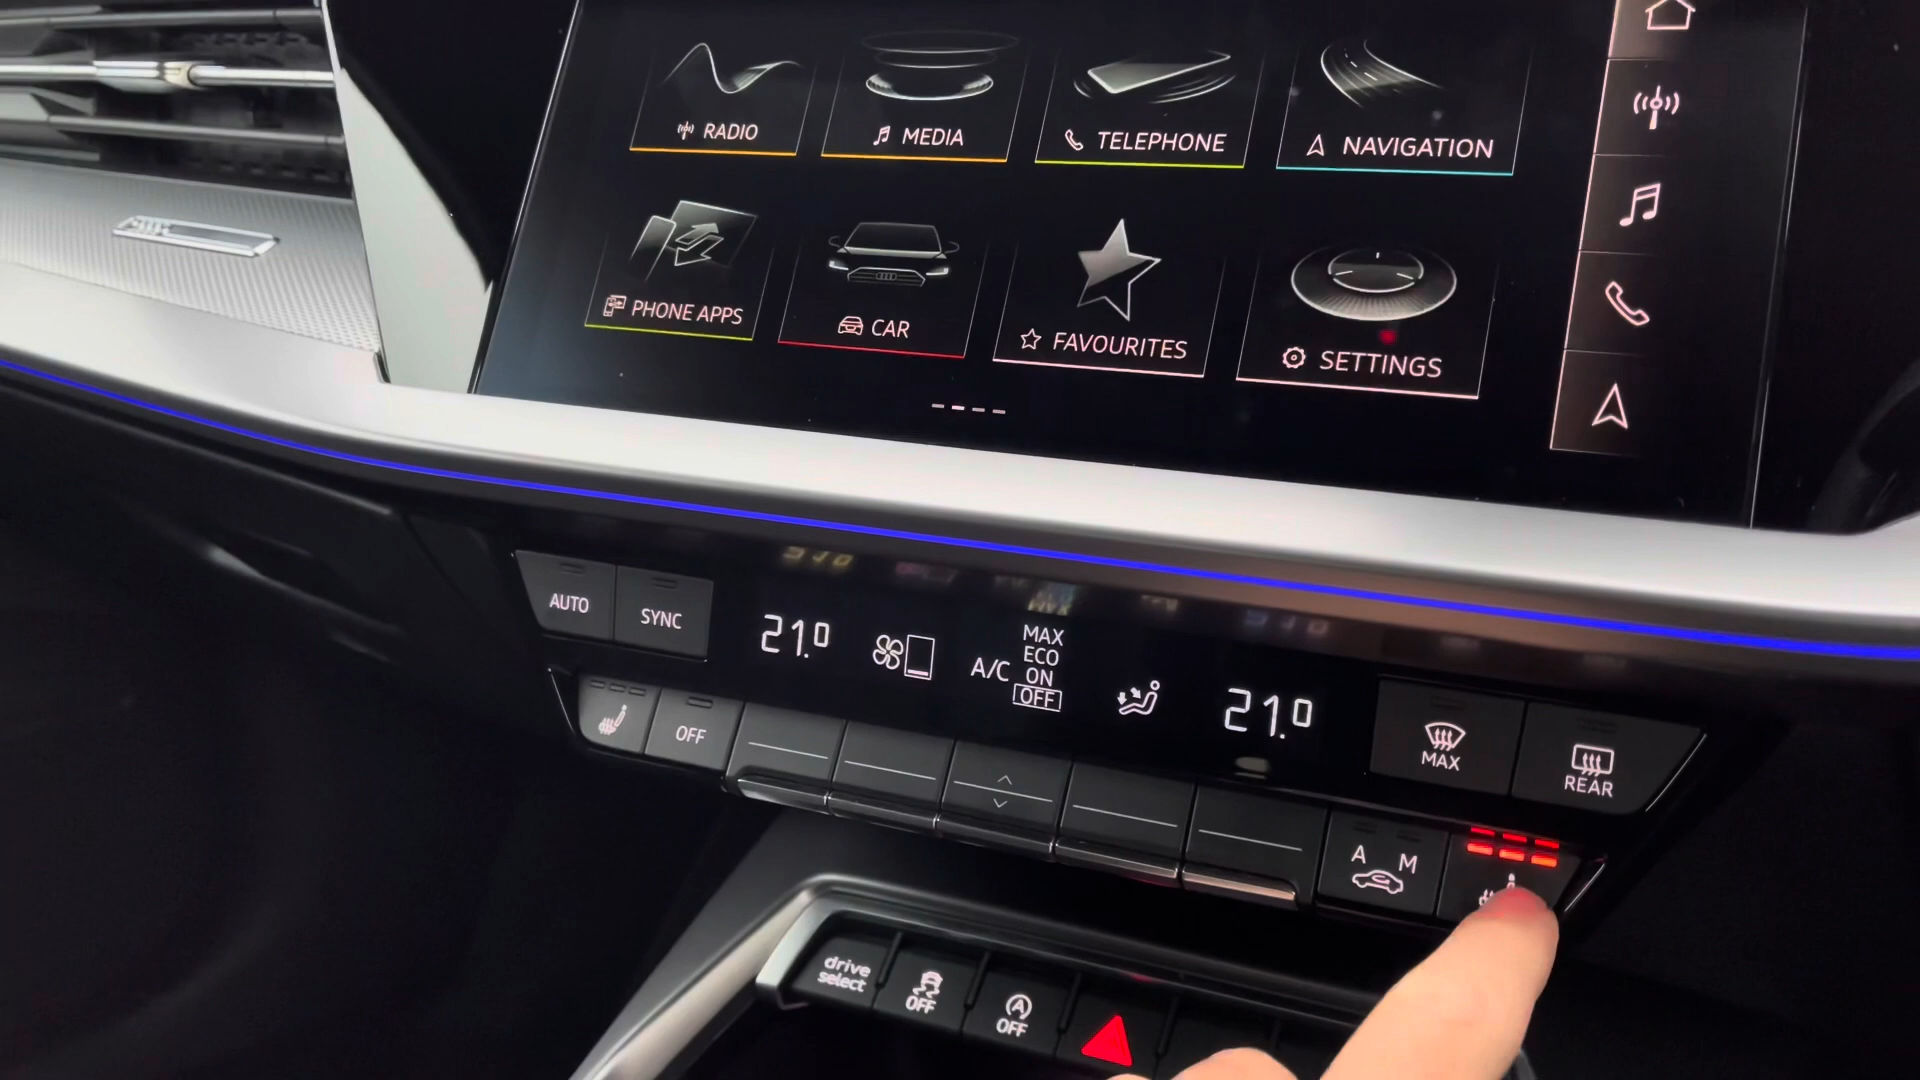 RADIO
MEDIA
TELEPHONE
NAVIGATION
PHONE APPS
CAR
FAVOURITES
SETTINGS
AUTO
SYNC
21.0
A/C
MAX
ECO
ON
OFF
21.0
OFF
MAX
REAR
A M
drive
select
OFF
A
OFF